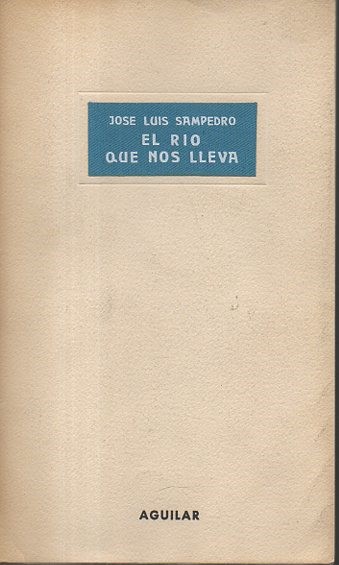 JOSE LUIS SAMPEDRO
EL RIO
QUE NOS LLEVA
AGUILAR